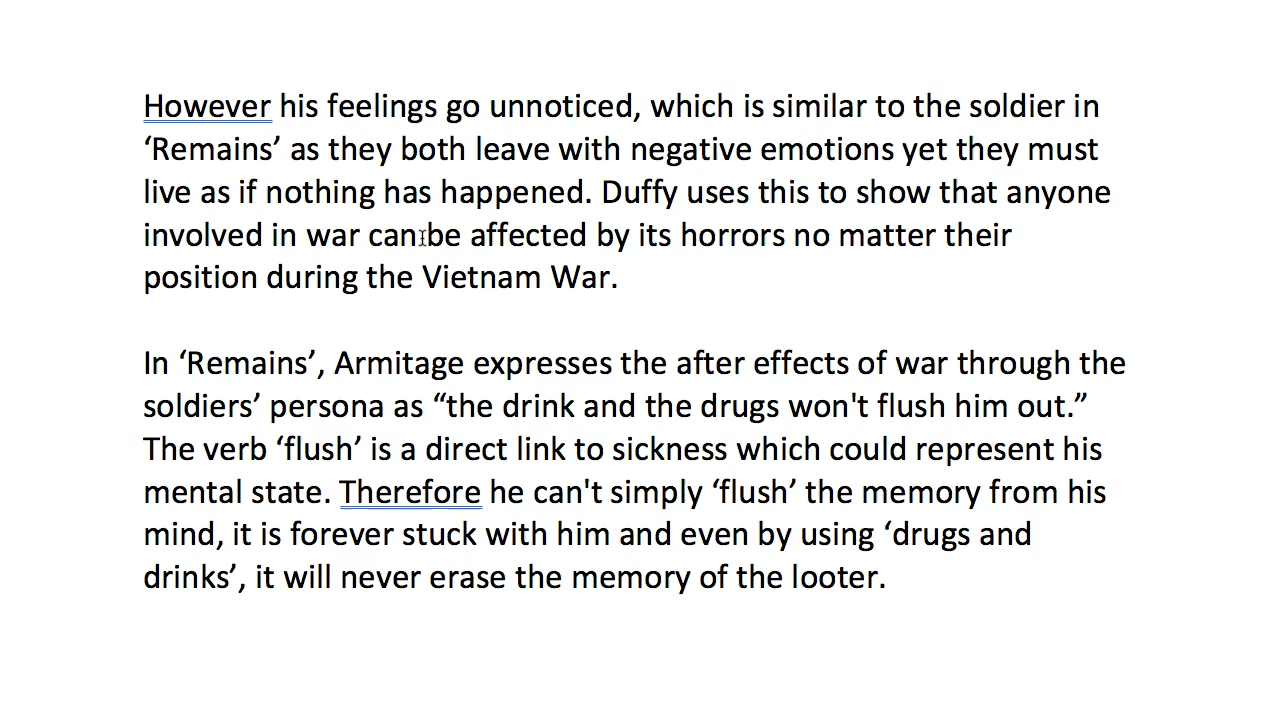 However his feelings go unnoticed, which is similar to the soldier in
‘Remains’ as they both leave with negative emotions yet they must
live as if nothing has happened. Duffy uses this to show that anyone
involved in war can be affected by its horrors no matter their
position during the Vietnam War.
In ‘Remains’, Armitage expresses the after effects of war through the
soldiers’ persona as “the drink and the drugs won't flush him out.”
The verb ‘flush’ is a direct link to sickness which could represent his
mental state. Therefore he can't simply ‘flush’ the memory from his
mind, it is forever stuck with him and even by using ‘drugs and
drinks’, it will never erase the memory of the looter.